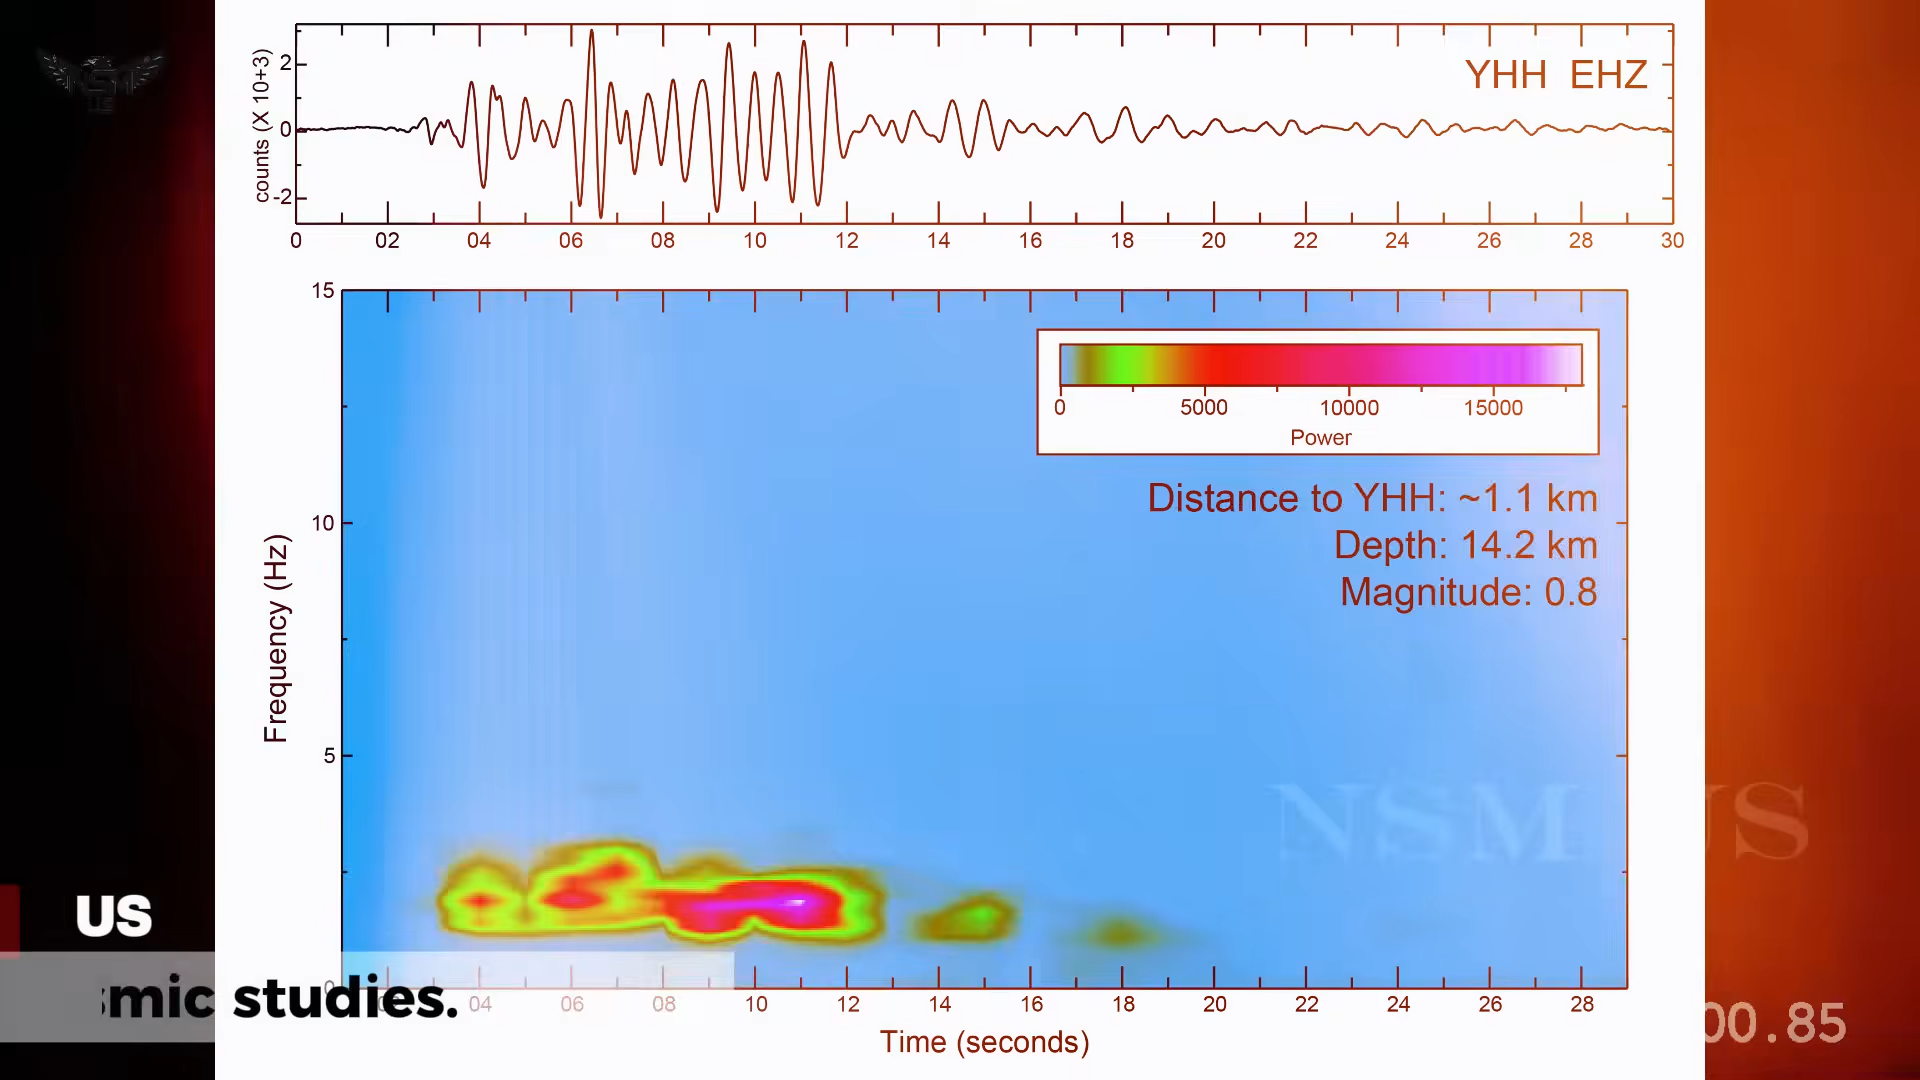 NSM
YHH EHZ
counts (X 10+3)
2
0
-2
0 02 04 06 08 10 12 14 16 18 20 22 24 26 28 30
15
10
5
0
Frequency (Hz)
0 5000 10000 15000
Power
Distance to YHH: ~1.1 km
Depth: 14.2 km
Magnitude: 0.8
NSM US
US
mic studies.
04 06 08 10 12 14 16 18 20 22 24 26 28
Time (seconds)
00.85